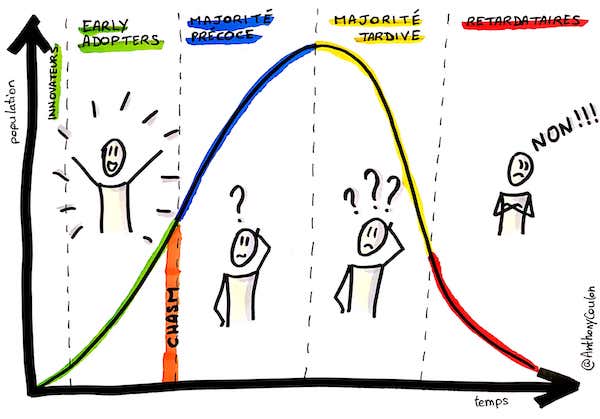 EARLY
ADOPTERS
MAJORITÉ
PRÉCOCE
MAJORITÉ
TARDIVE
RETARDATAIRES
INNOVATEURS
population
NON!!!
?
? ? ?
CHASM
temps
@AnthonyCoulon